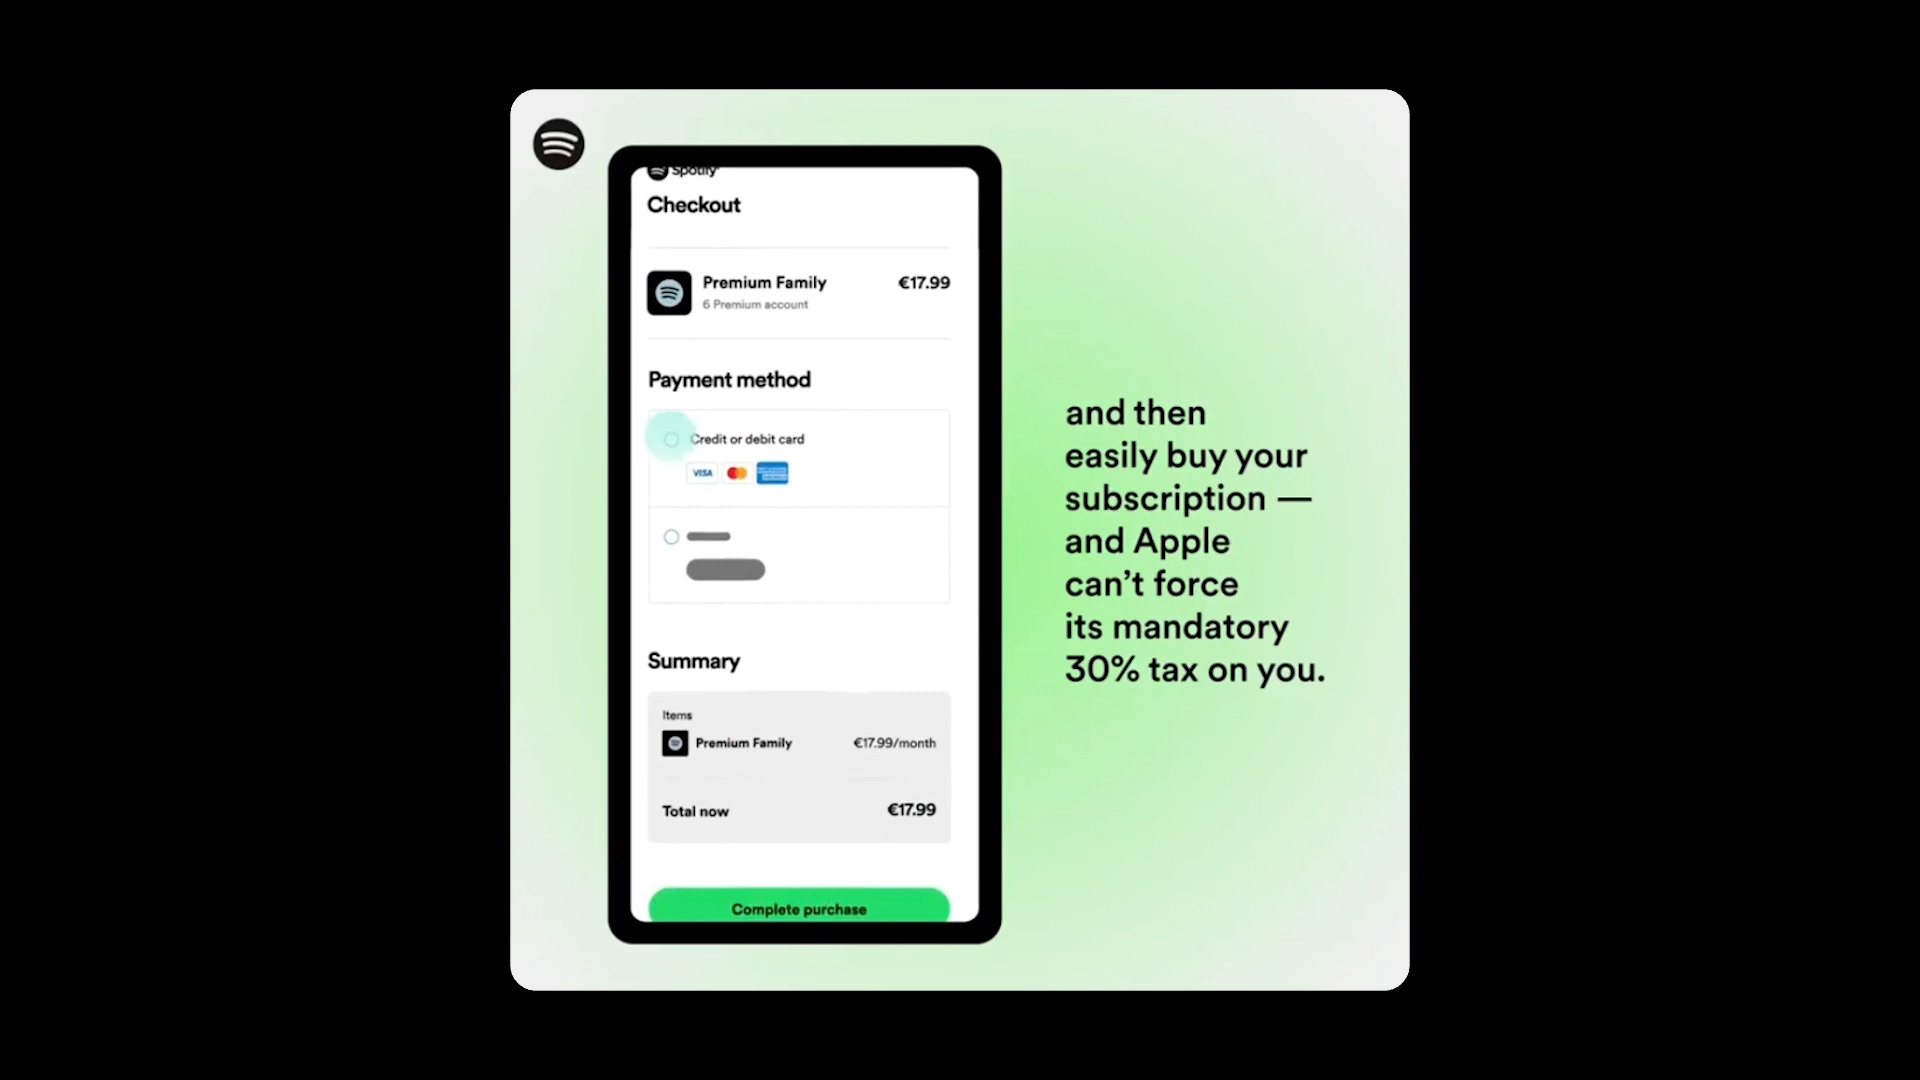 Spotify
Checkout
Premium Family €17.99
6 Premium account
Payment method
Credit or debit card
VISA
Summary
Items
Premium Family €17.99/month
Total now €17.99
Complete purchase
and then
easily buy your
subscription —
and Apple
can’t force
its mandatory
30% tax on you.